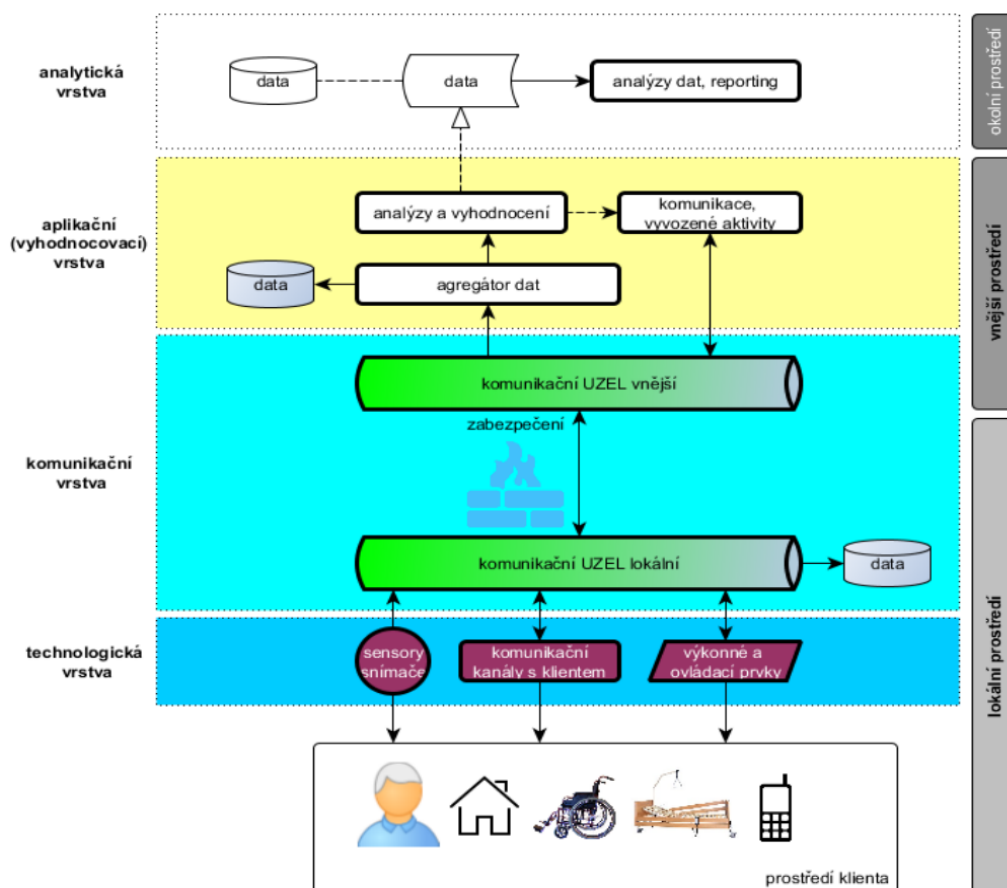 analytická
vrstva
data
data
analýzy dat, reporting
okolní prostředí
aplikační
(vyhodnocovací)
vrstva
analýzy a vyhodnocení
komunikace,
vyvozené aktivity
data
agregátor dat
vnější prostředí
komunikační UZEL vnější
zabezpečení
komunikační
vrstva
komunikační UZEL lokální
data
lokální prostředí
technologická
vrstva
sensory
snímače
komunikační
kanály s klientem
výkonné a
ovládací prvky
prostředí klienta